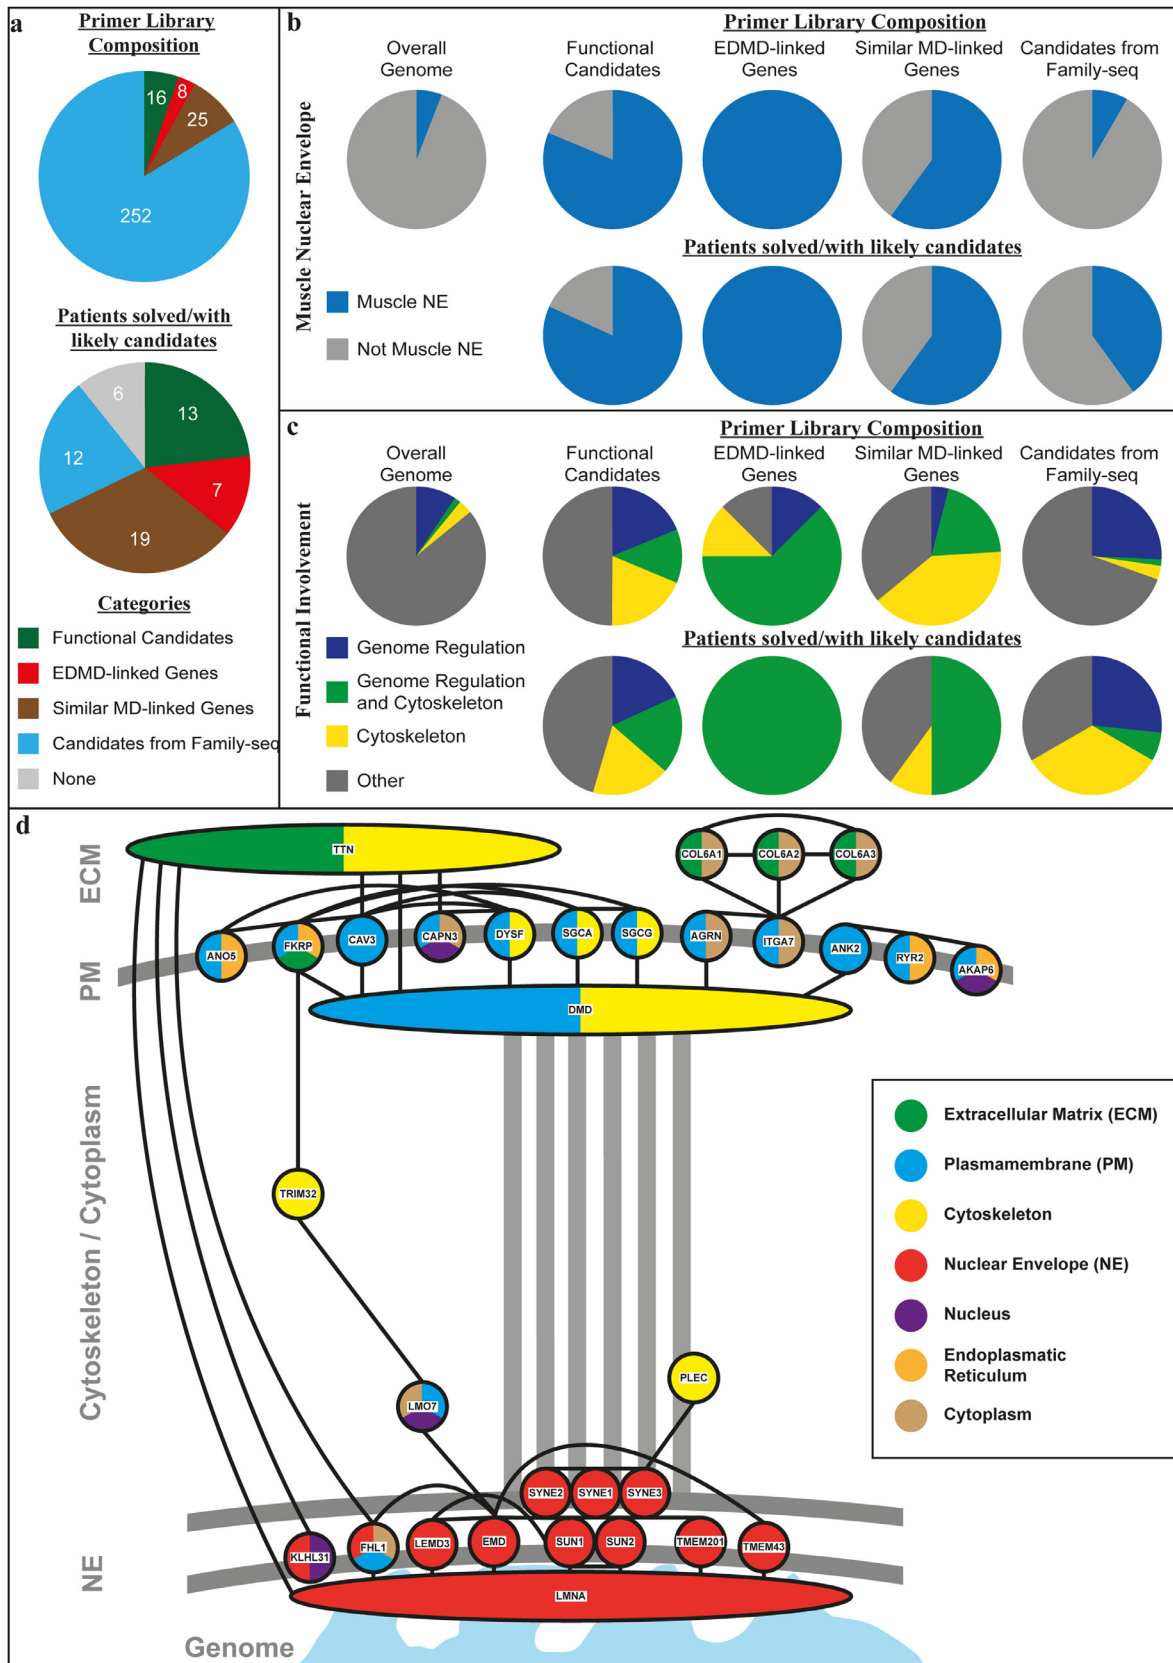 a
Primer Library
Composition
16
8
25
252
Patients solved/with
likely candidates
6
13
12
7
19
Categories
Functional Candidates
EDMD-linked Genes
Similar MD-linked Genes
Candidates from Family-seq
None
b
Primer Library Composition
Muscle Nuclear Envelope
Overall
Genome
Functional
Candidates
EDMD-linked
Genes
Similar MD-linked
Genes
Candidates from
Family-seq
Patients solved/with likely candidates
Muscle NE
Not Muscle NE
c
Primer Library Composition
Functional Involvement
Overall
Genome
Functional
Candidates
EDMD-linked
Genes
Similar MD-linked
Genes
Candidates from
Family-seq
Patients solved/with likely candidates
Genome Regulation
Genome Regulation
and Cytoskeleton
Cytoskeleton
Other
d
ECM
TTN
COL6A1
COL6A2
COL6A3
PM
ANO5
FKRP
CAV3
CAPN3
DYSF
SGCA
SGCG
AGRN
ITGA7
ANK2
RYR2
AKAP6
DMD
Cytoskeleton / Cytoplasm
TRIM32
LMO7
PLEC
Extracellular Matrix (ECM)
Plasmamembrane (PM)
Cytoskeleton
Nuclear Envelope (NE)
Nucleus
Endoplasmatic
Reticulum
Cytoplasm
NE
SYNE2
SYNE1
SYNE3
KLHL31
FHL1
LEMD3
EMD
SUN1
SUN2
TMEM201
TMEM43
LMNA
Genome